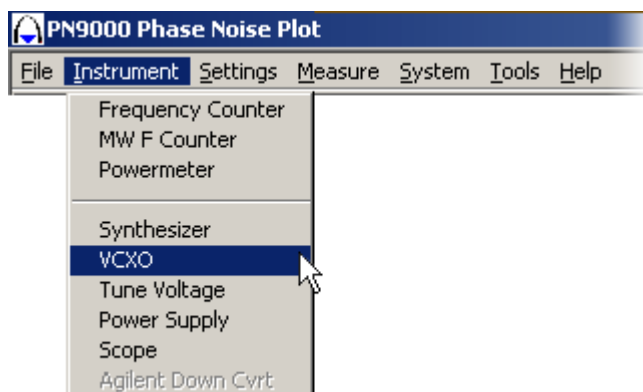 PN9000 Phase Noise Plot
File Instrument Settings Measure System Tools Help
Frequency Counter
MW F Counter
Powermeter
Synthesizer
VCXO
Tune Voltage
Power Supply
Scope
Agilent Down Cvrt